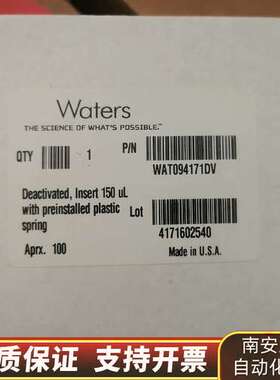 Waters
THE SCIENCE OF WHAT'S POSSIBLE.™
QTY 1 P/N
WAT094171DV
Deactivated, Insert 150 uL
with preinstalled plastic
spring
Lot
4171602540
Aprx. 100
Made in U.S.A.
质保证 支持开票
南安
自动化